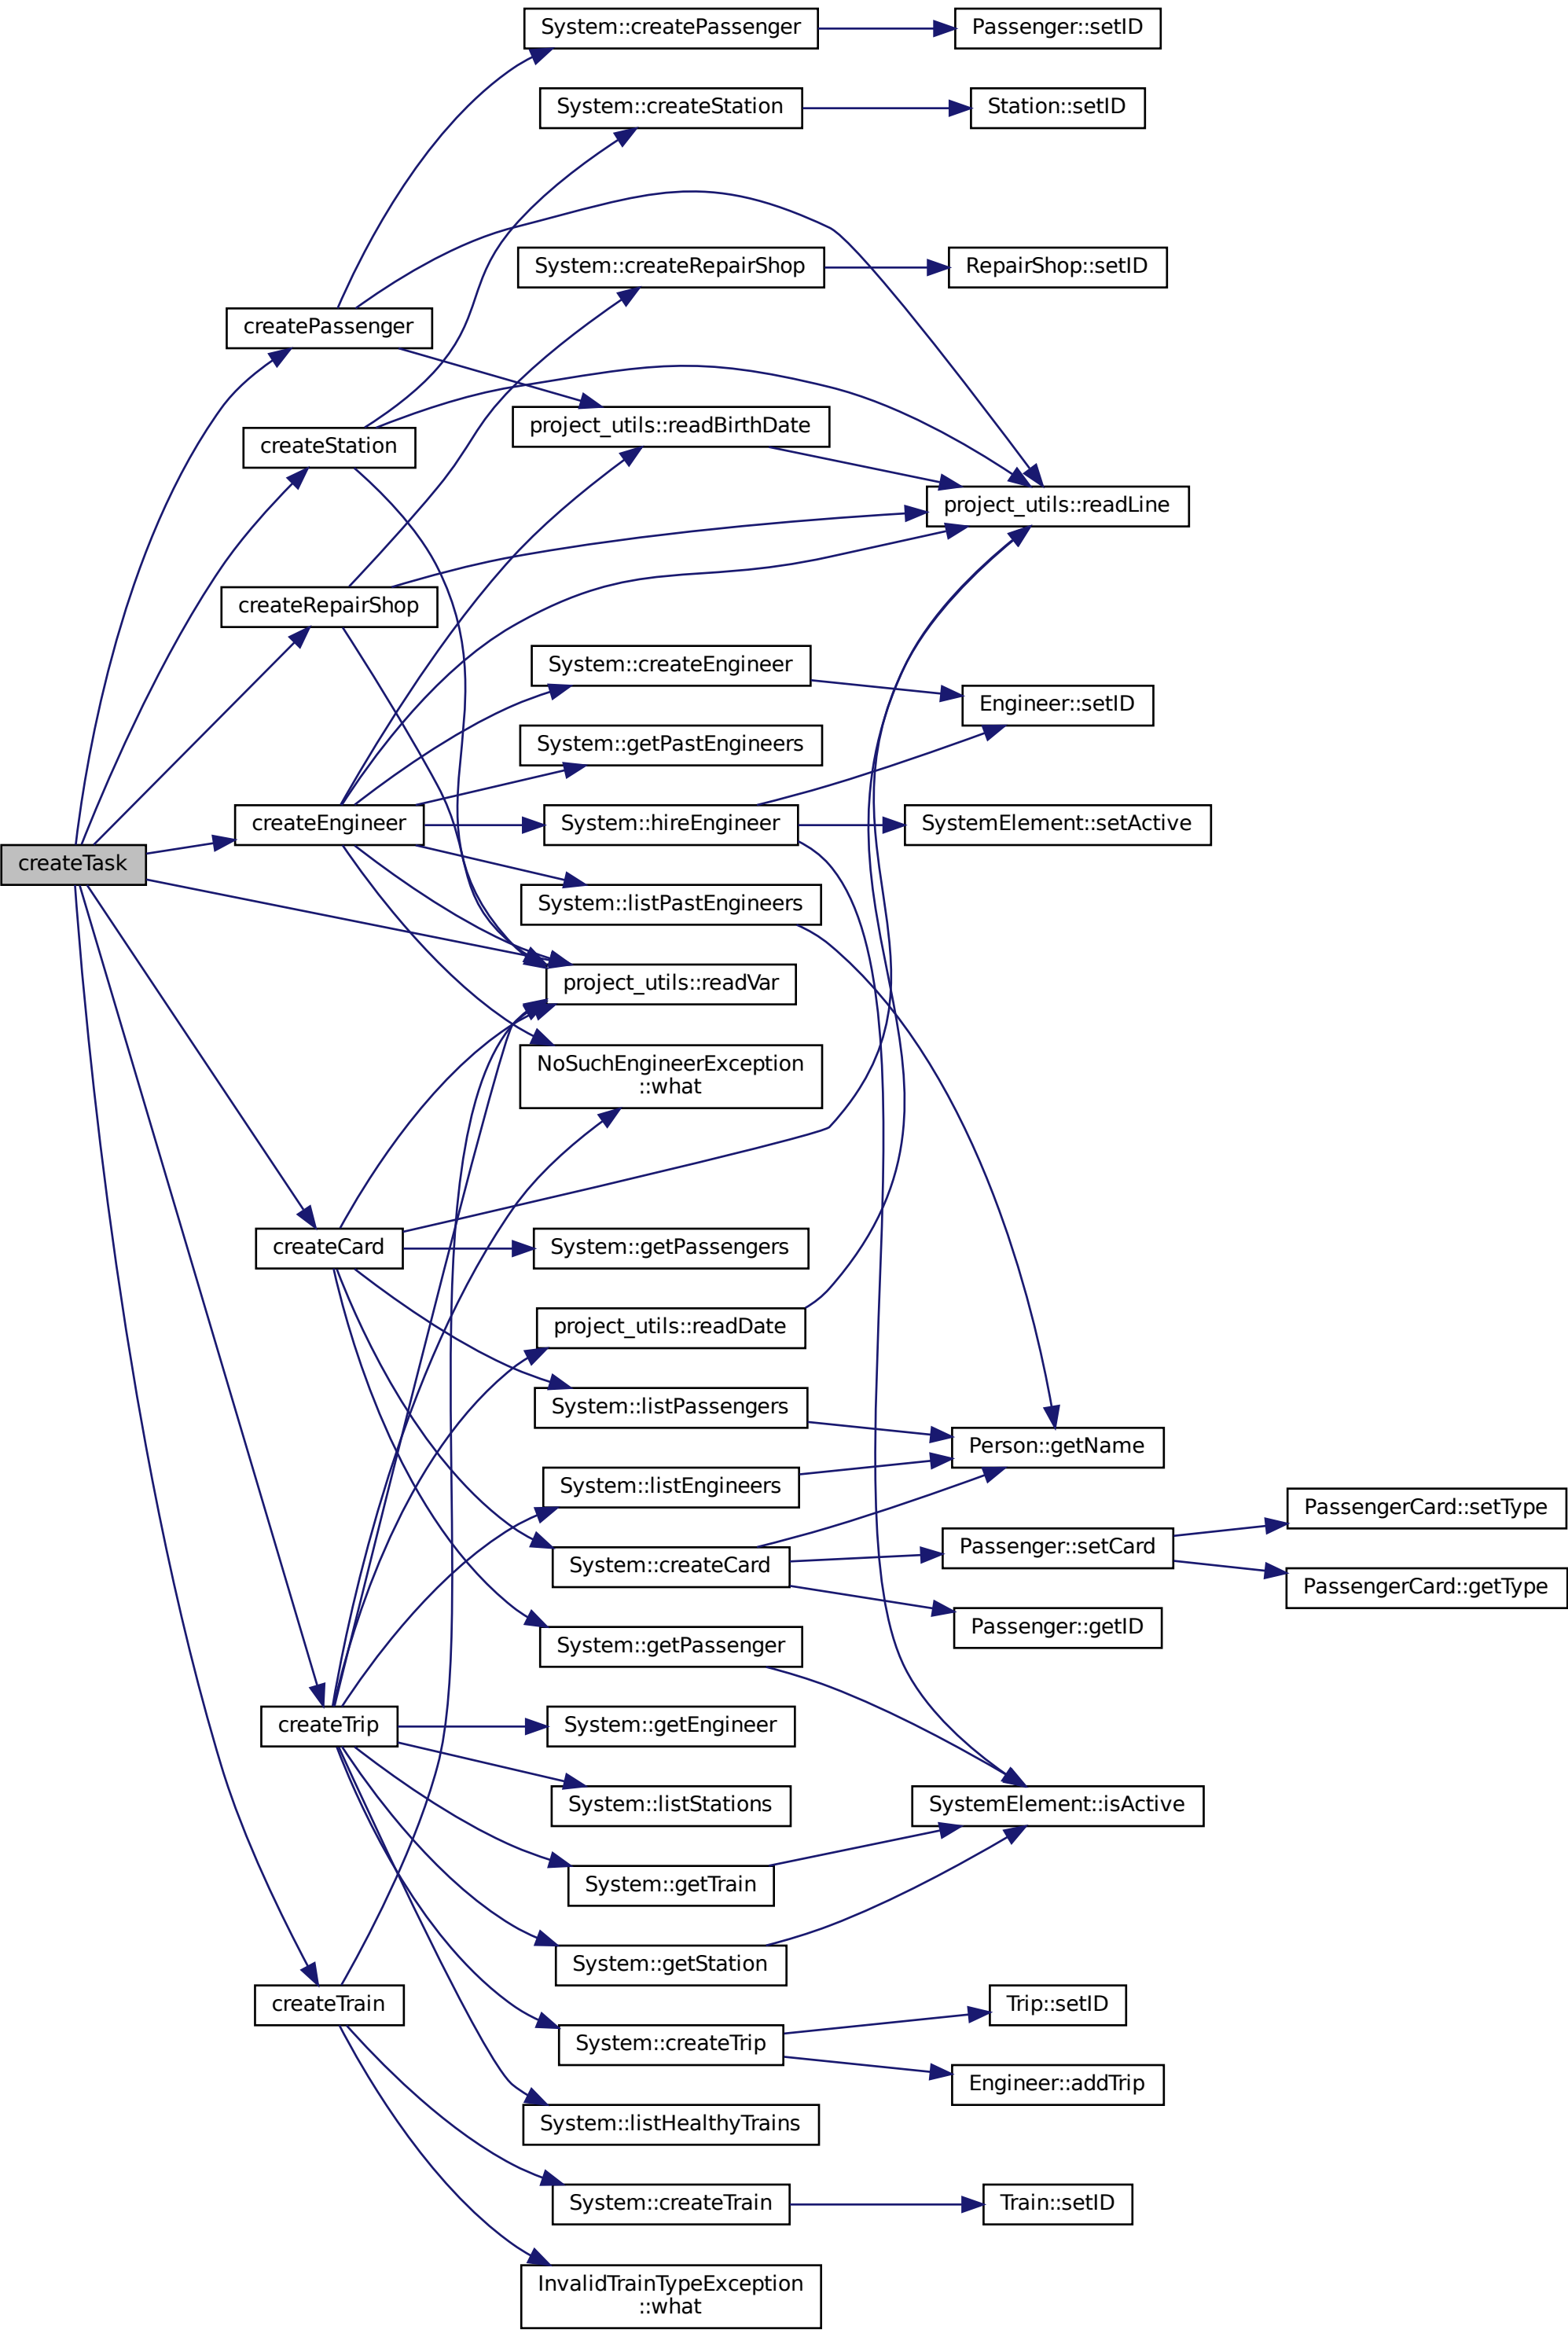 System::createPassenger
Passenger::setID
System::createStation
Station::setID
System::createRepairShop
RepairShop::setID
createPassenger
project_utils::readBirthDate
createStation
project_utils::readLine
createRepairShop
System::createEngineer
Engineer::setID
System::getPastEngineers
createEngineer
System::hireEngineer
SystemElement::setActive
createTask
System::listPastEngineers
project_utils::readVar
NoSuchEngineerException
::what
createCard
System::getPassengers
project_utils::readDate
System::listPassengers
Person::getName
System::listEngineers
PassengerCard::setType
System::createCard
Passenger::setCard
PassengerCard::getType
Passenger::getID
System::getPassenger
createTrip
System::getEngineer
System::listStations
SystemElement::isActive
System::getTrain
System::getStation
createTrain
Trip::setID
System::createTrip
Engineer::addTrip
System::listHealthyTrains
System::createTrain
Train::setID
InvalidTrainTypeException
::what